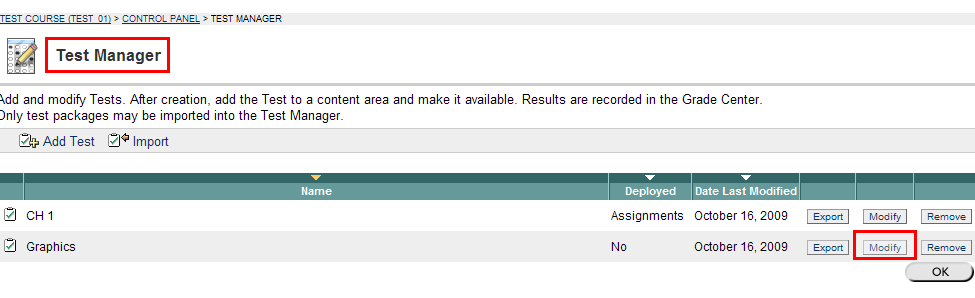 TEST COURSE (TEST_01) > CONTROL PANEL > TEST MANAGER
Test Manager
Add and modify Tests. After creation, add the Test to a content area and make it available. Results are recorded in the Grade Center.
Only test packages may be imported into the Test Manager.
Add Test Import
Name Deployed Date Last Modified
CH 1 Assignments October 16, 2009 Export Modify Remove
Graphics No October 16, 2009 Export Modify Remove
OK